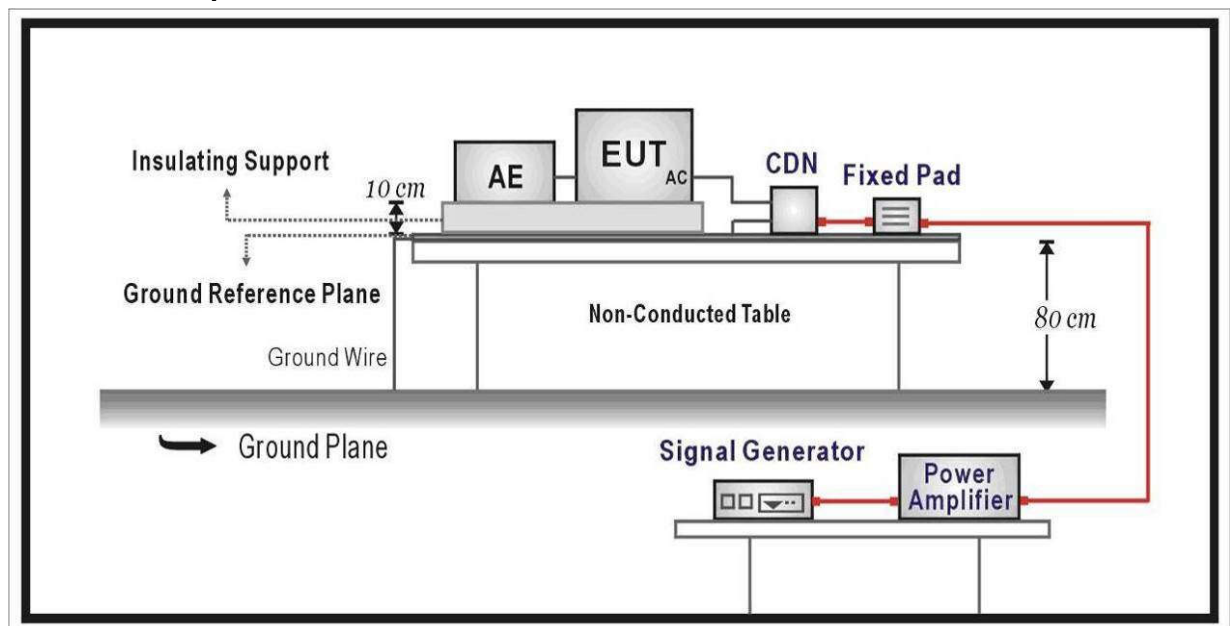 Insulating Support
10 cm
AE
EUT
AC
CDN
Fixed Pad
Ground Reference Plane
Non-Conducted Table
80 cm
Ground Wire
Ground Plane
Signal Generator
Power
Amplifier